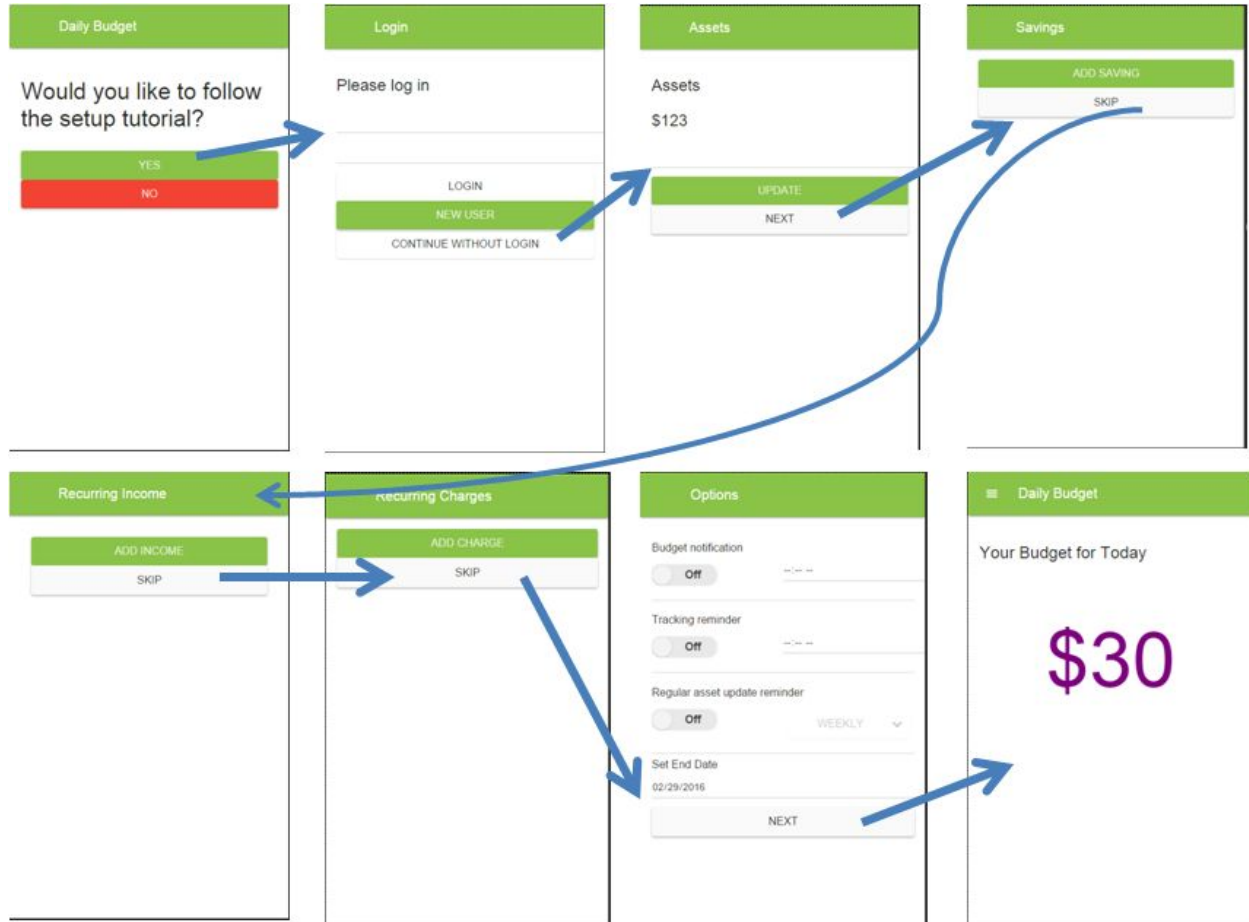 Daily Budget
Would you like to follow
the setup tutorial?
YES
NO
Login
Please log in
LOGIN
NEW USER
CONTINUE WITHOUT LOGIN
Assets
Assets
$123
UPDATE
NEXT
Savings
ADD SAVING
SKIP
Recurring Income
ADD INCOME
SKIP
Recurring Charges
ADD CHARGE
SKIP
Options
Budget notification
Off --:-- --
Tracking reminder
Off --:-- --
Regular asset update reminder
Off WEEKLY
Set End Date
02/29/2016
NEXT
Daily Budget
Your Budget for Today
$30